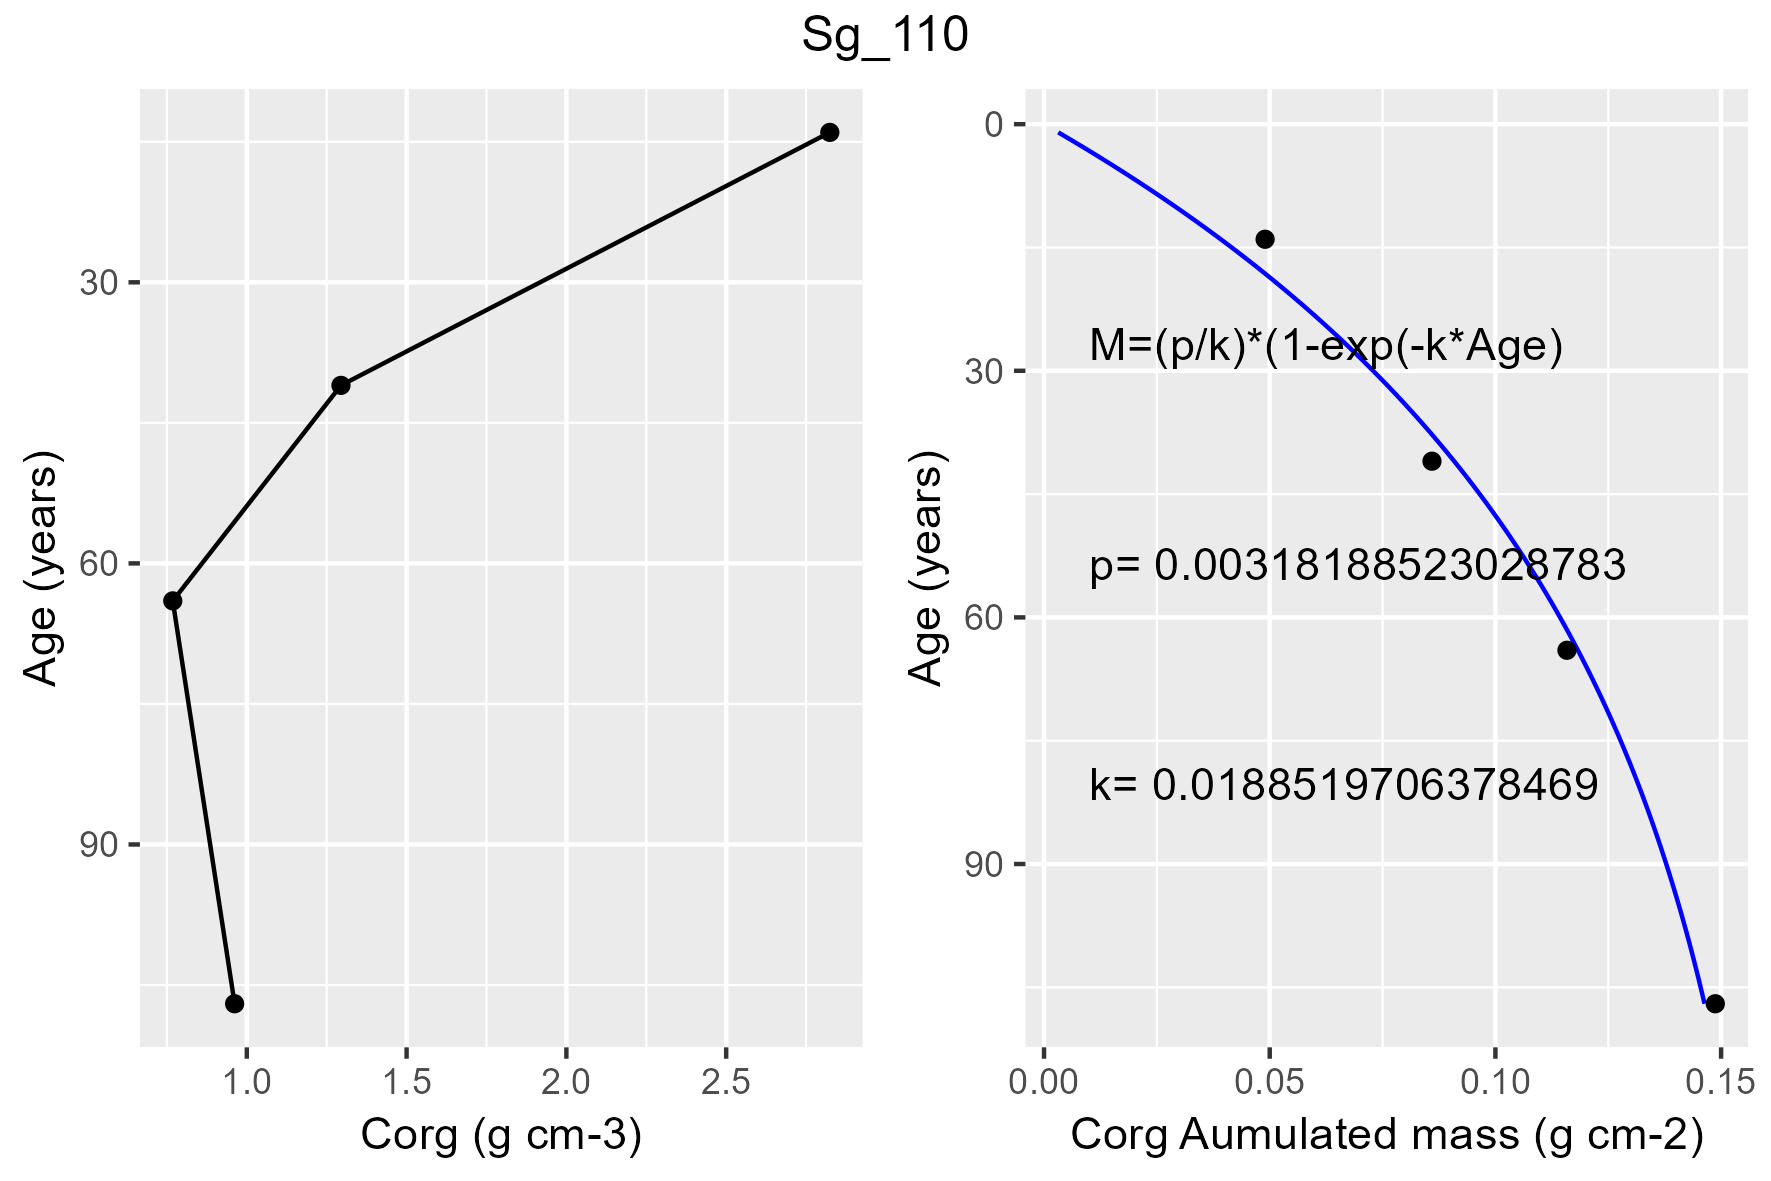 Sg_110
30
60
90
1.0
1.5
2.0
2.5
Age (years)
Corg (g cm-3)
0
30
60
90
0.00
0.05
0.10
0.15
Age (years)
Corg Aumulated mass (g cm-2)
M=(p/k)*(1-exp(-k*Age)
p= 0.00318188523028783
k= 0.0188519706378469